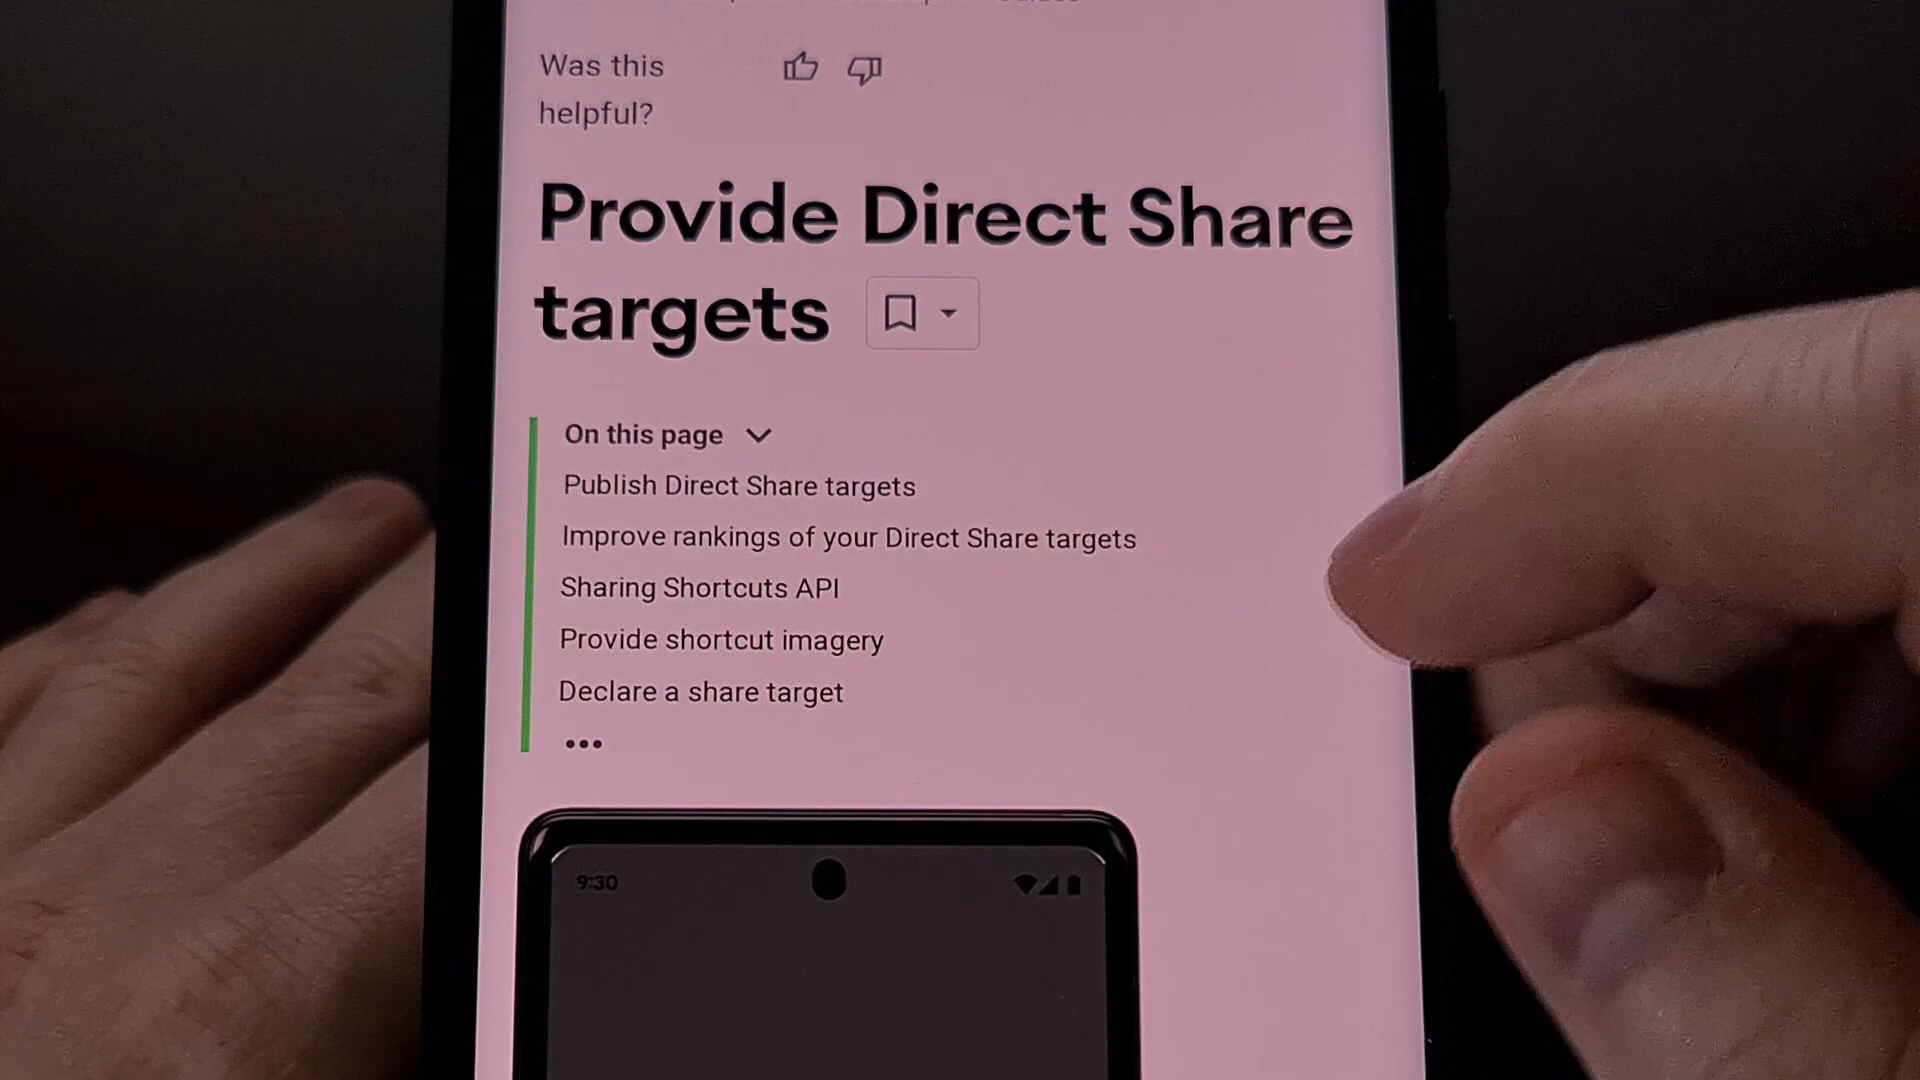 Was this
helpful?
Provide Direct Share
targets
On this page
Publish Direct Share targets
Improve rankings of your Direct Share targets
Sharing Shortcuts API
Provide shortcut imagery
Declare a share target
•••
9:30